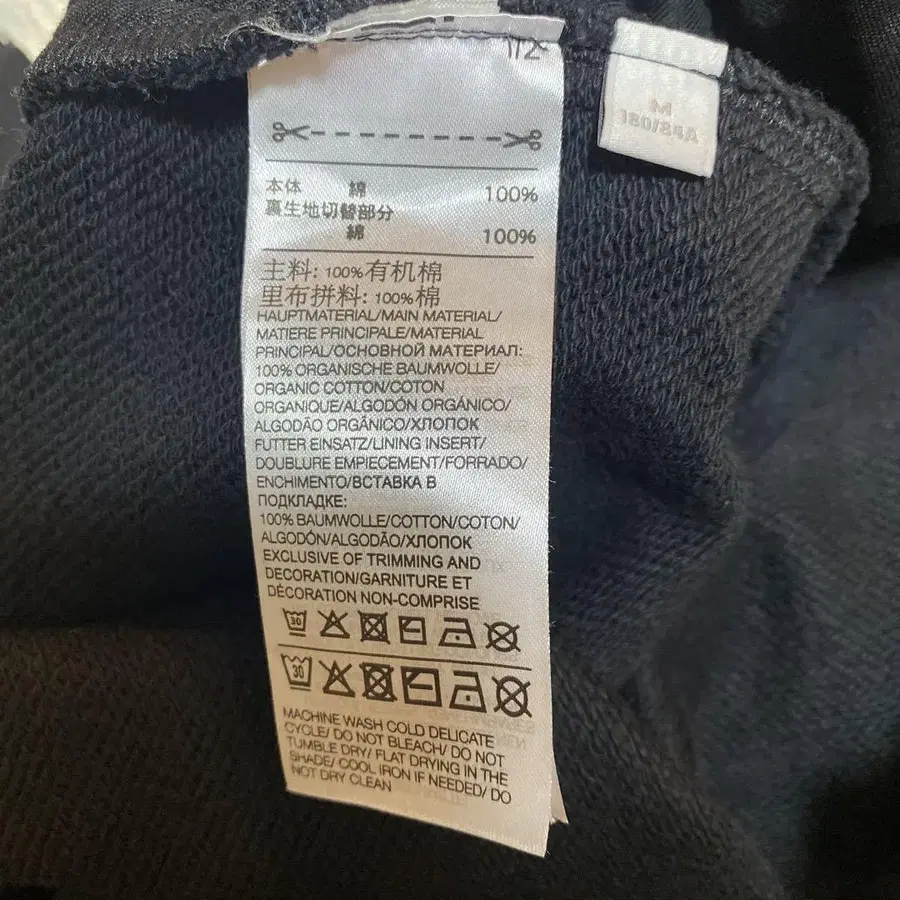 112
本体 綿 100%
裏生地切替部分
綿 100%
主料: 100%有机棉
里布拼料: 100%棉
HAUPTMATERIAL/MAIN MATERIAL/
MATIERE PRINCIPALE/MATERIAL
PRINCIPAL/ОСНОВНОЙ МАТЕРИАЛ:
100% ORGANISCHE BAUMWOLLE/
ORGANIC COTTON/COTON
ORGANIQUE/ALGODÓN ORGÁNICO/
ALGODÃO ORGÂNICO/ХЛОПОК
FUTTER EINSATZ/LINING INSERT/
DOUBLURE EMPIECEMENT/FORRADO/
ENCHIMENTO/ВСТАВКА В
ПОДКЛАДКЕ:
100% BAUMWOLLE/COTTON/COTON/
ALGODÓN/ALGODÃO/ХЛОПОК
EXCLUSIVE OF TRIMMING AND
DECORATION/GARNITURE ET
DÉCORATION NON-COMPRISE
30
30
MACHINE WASH COLD DELICATE
CYCLE/ DO NOT BLEACH/ DO NOT
TUMBLE DRY/ FLAT DRYING IN THE
SHADE/ COOL IRON IF NEEDED/ DO
NOT DRY CLEAN
M